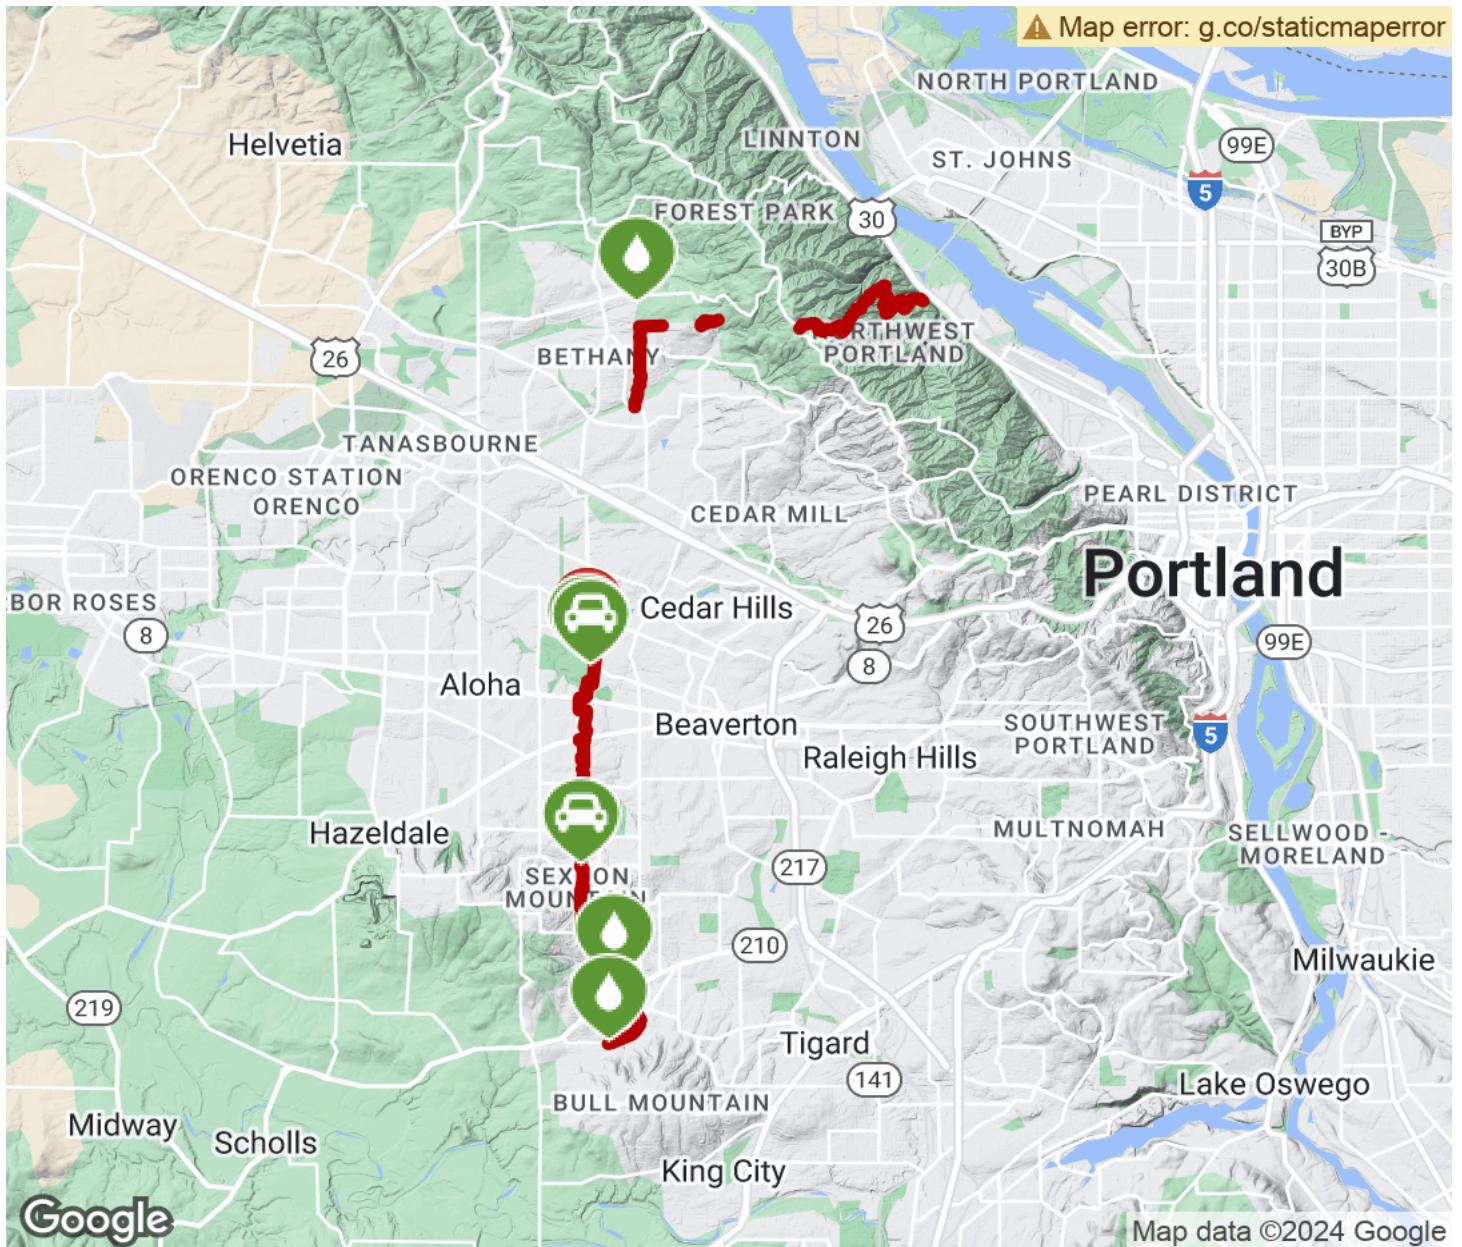 Map error: g.co/staticmaperror
NORTH PORTLAND
LINNTON
Helvetia
99E
ST. JOHNS
5
FOREST PARK
30
BYP
30B
RTHWEST
PORTLAND
26
BETHANY
TANASBOURNE
ORENCO STATION
ORENCO
PEARL DISTRICT
CEDAR MILL
Portland
BOR ROSES
Cedar Hills
8
26
99E
8
Aloha
Beaverton
SOUTHWEST
PORTLAND
5
Raleigh Hills
Hazeldale
MULTNOMAH
SELLWOOD -
MORELAND
217
SEXTON
MOUNTAIN
210
Milwaukie
219
Tigard
141
Lake Oswego
BULL MOUNTAIN
Midway
Scholls
King City
Google
Map data ©2024 Google